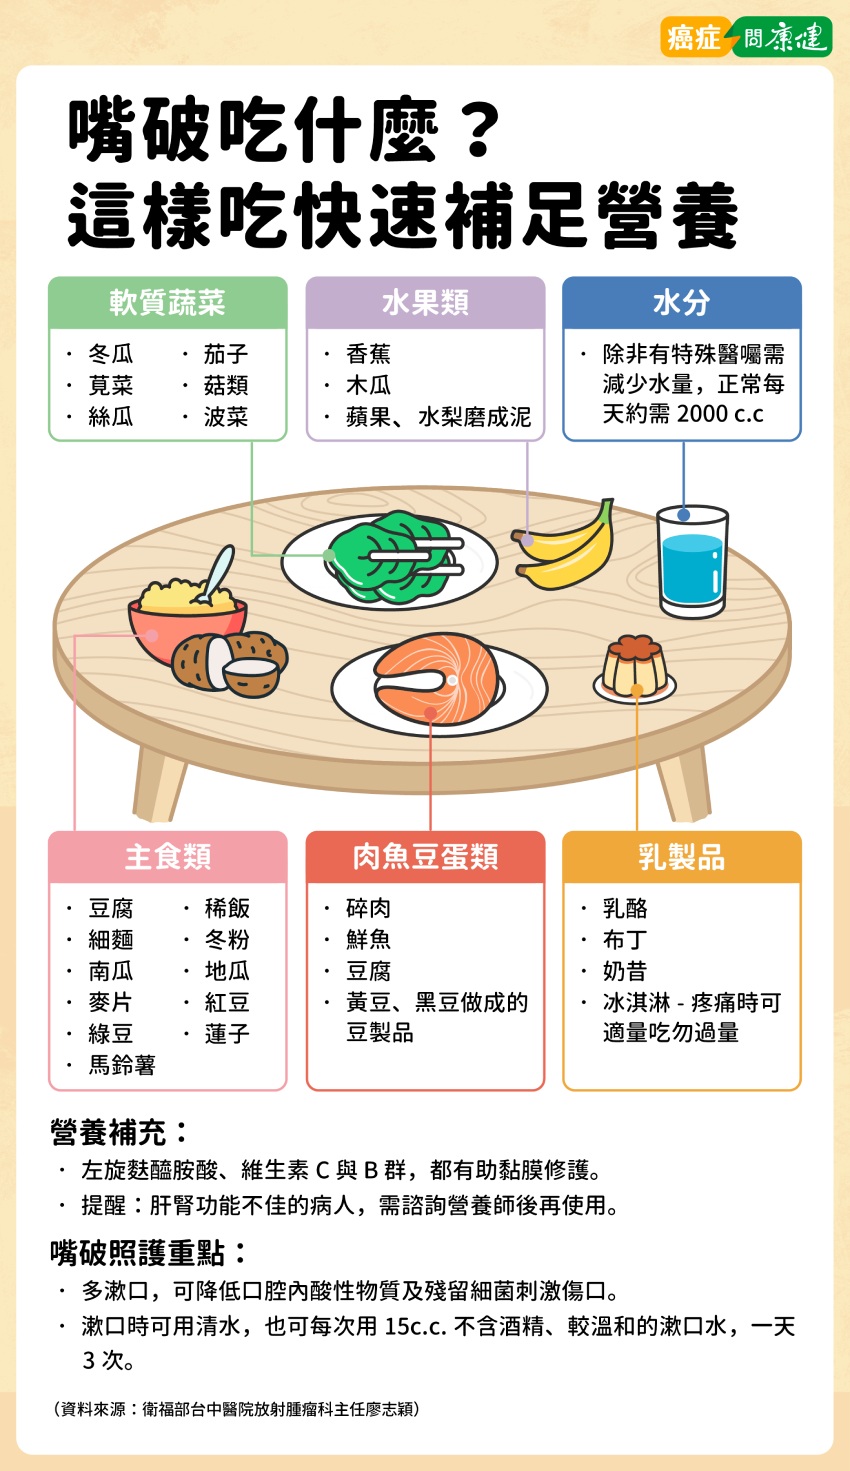 癌症問康健
嘴破吃什麼？
這樣吃快速補足營養
軟質蔬菜
・冬瓜
・莧菜
・絲瓜
・茄子
・菇類
・波菜
水果類
・香蕉
・木瓜
・蘋果、水梨磨成泥
水分
・除非有特殊醫囑需
減少水量，正常每
天約需 2000 c.c
主食類
・豆腐
・細麵
・南瓜
・麥片
・綠豆
・馬鈴薯
・稀飯
・冬粉
・地瓜
・紅豆
・蓮子
肉魚豆蛋類
・碎肉
・鮮魚
・豆腐
・黃豆、黑豆做成的
豆製品
乳製品
・乳酪
・布丁
・奶昔
・冰淇淋 - 疼痛時可
適量吃勿過量
營養補充：
・左旋麩醯胺酸、維生素 C 與 B 群，都有助黏膜修護。
・提醒：肝腎功能不佳的病人，需諮詢營養師後再使用。
嘴破照護重點：
・多漱口，可降低口腔內酸性物質及殘留細菌刺激傷口。
・漱口時可用清水，也可每次用 15c.c. 不含酒精、較溫和的漱口水，一天
3 次。
（資料來源：衛福部台中醫院放射腫瘤科主任廖志穎）